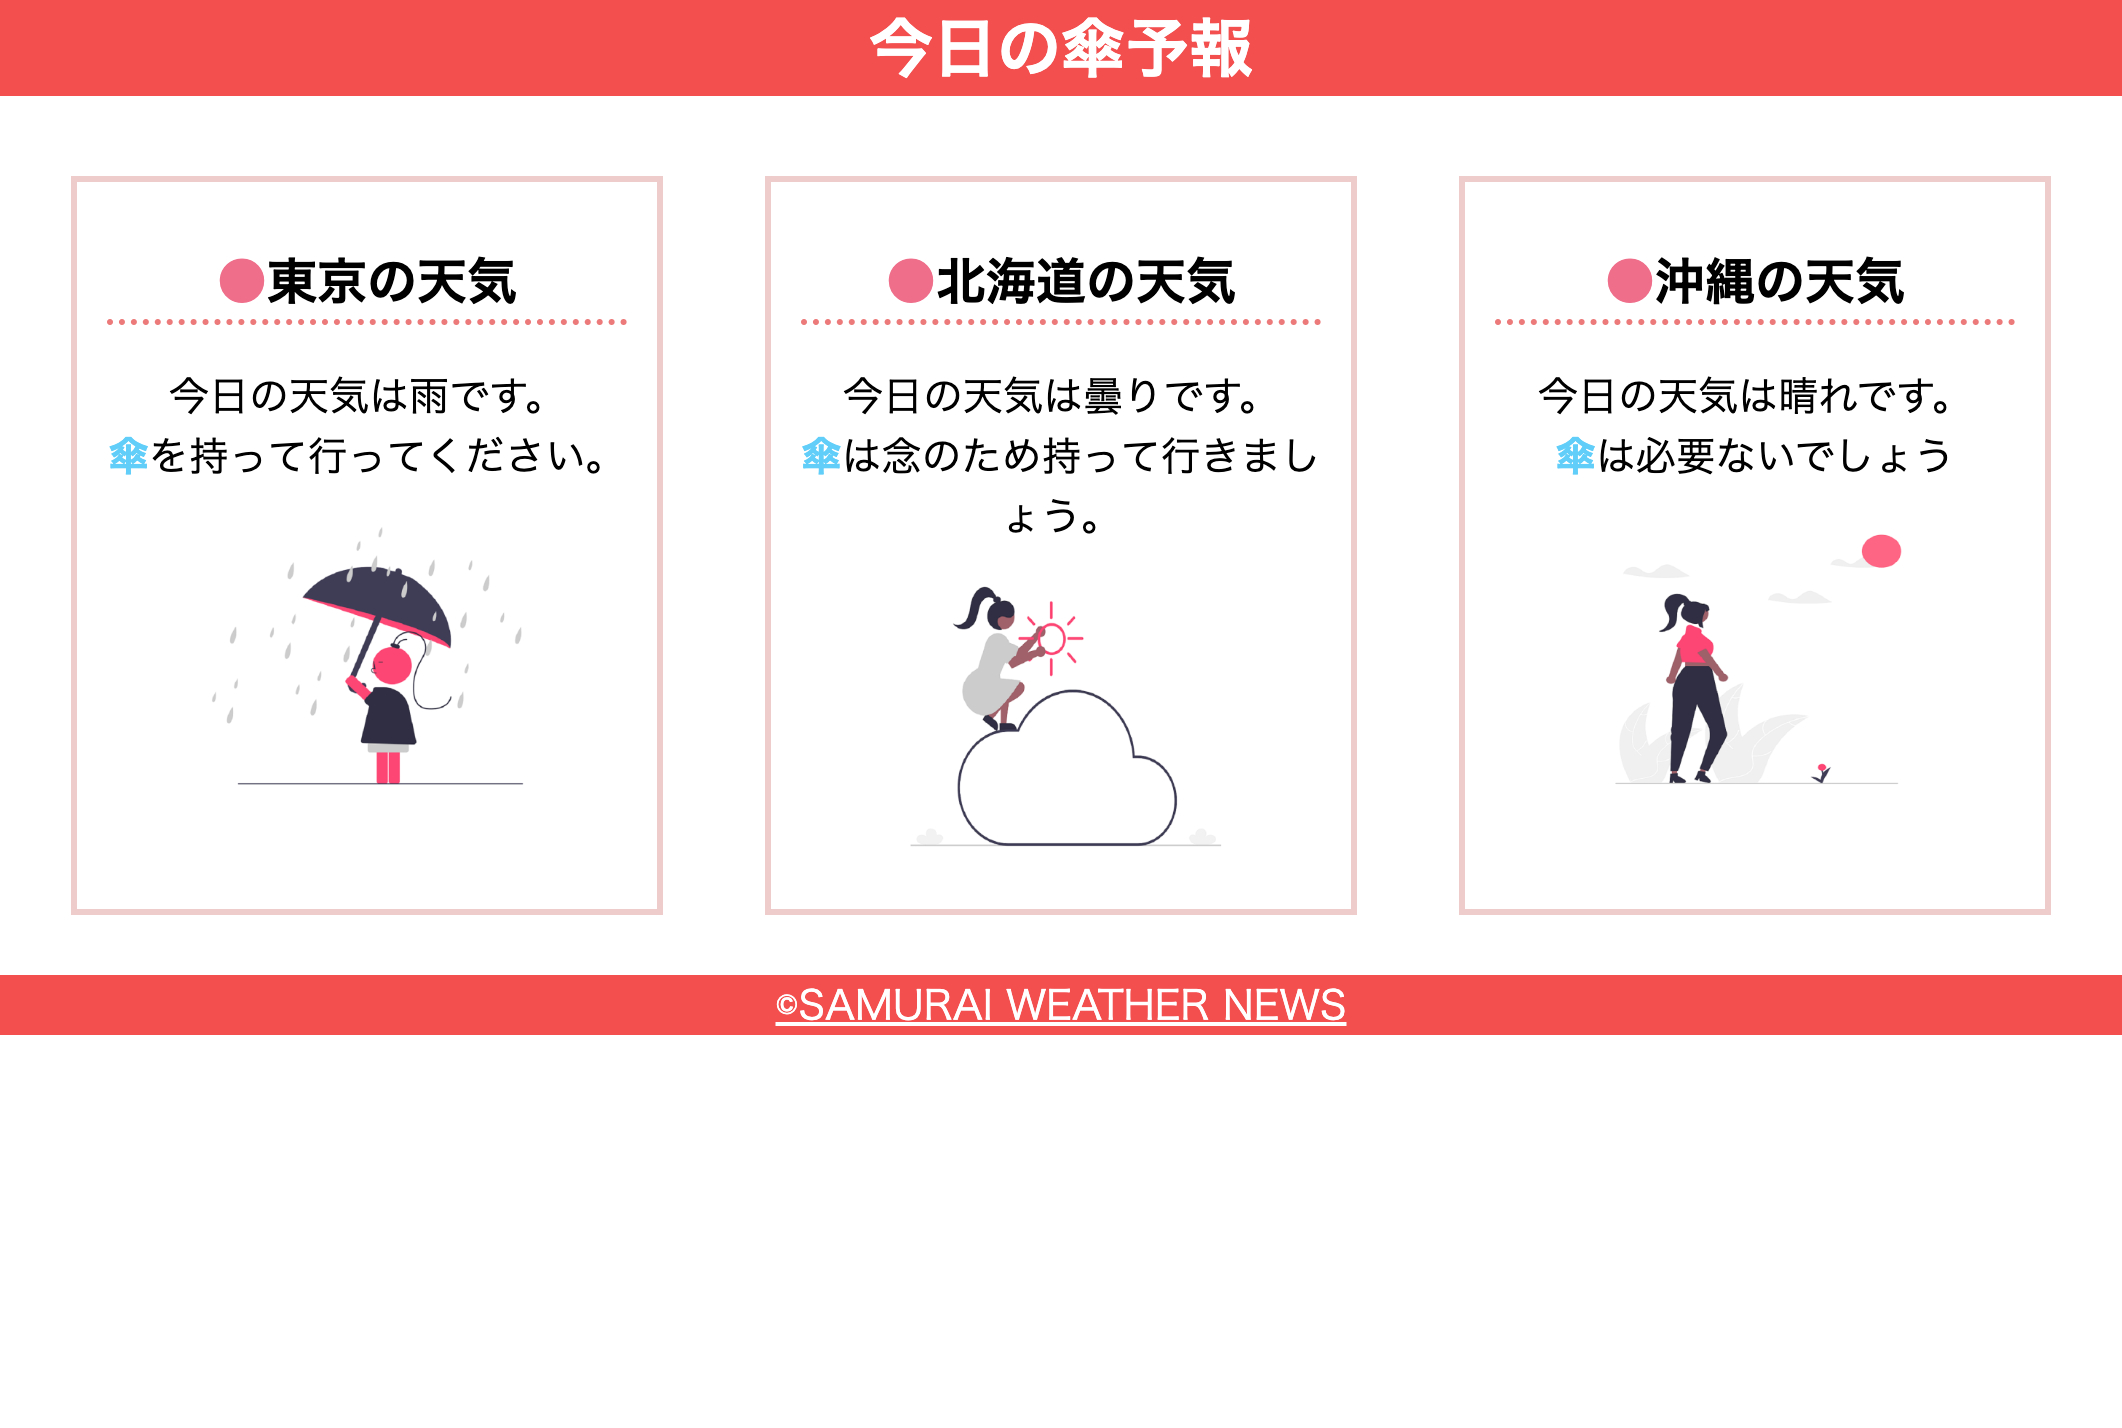 今日の傘予報
●東京の天気
今日の天気は雨です。
傘を持って行ってください。
●北海道の天気
今日の天気は曇りです。
傘は念のため持って行きまし
ょう。
●沖縄の天気
今日の天気は晴れです。
傘は必要ないでしょう
©SAMURAI WEATHER NEWS